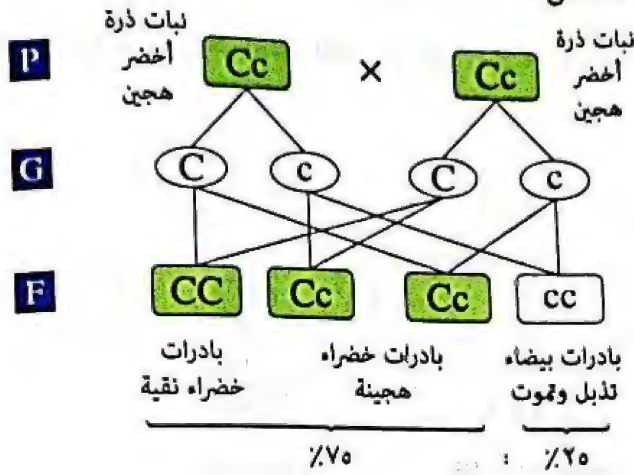 نبات ذرة
أخضر
هجين
P
Cc
×
Cc
نبات ذرة
أخضر
هجين
G
C
c
C
c
F
CC
Cc
Cc
cc
بادرات
خضراء نقية
بادرات خضراء
هجينة
بادرات بيضاء
تذبل وتموت
٪٧٥
:
٪٢٥